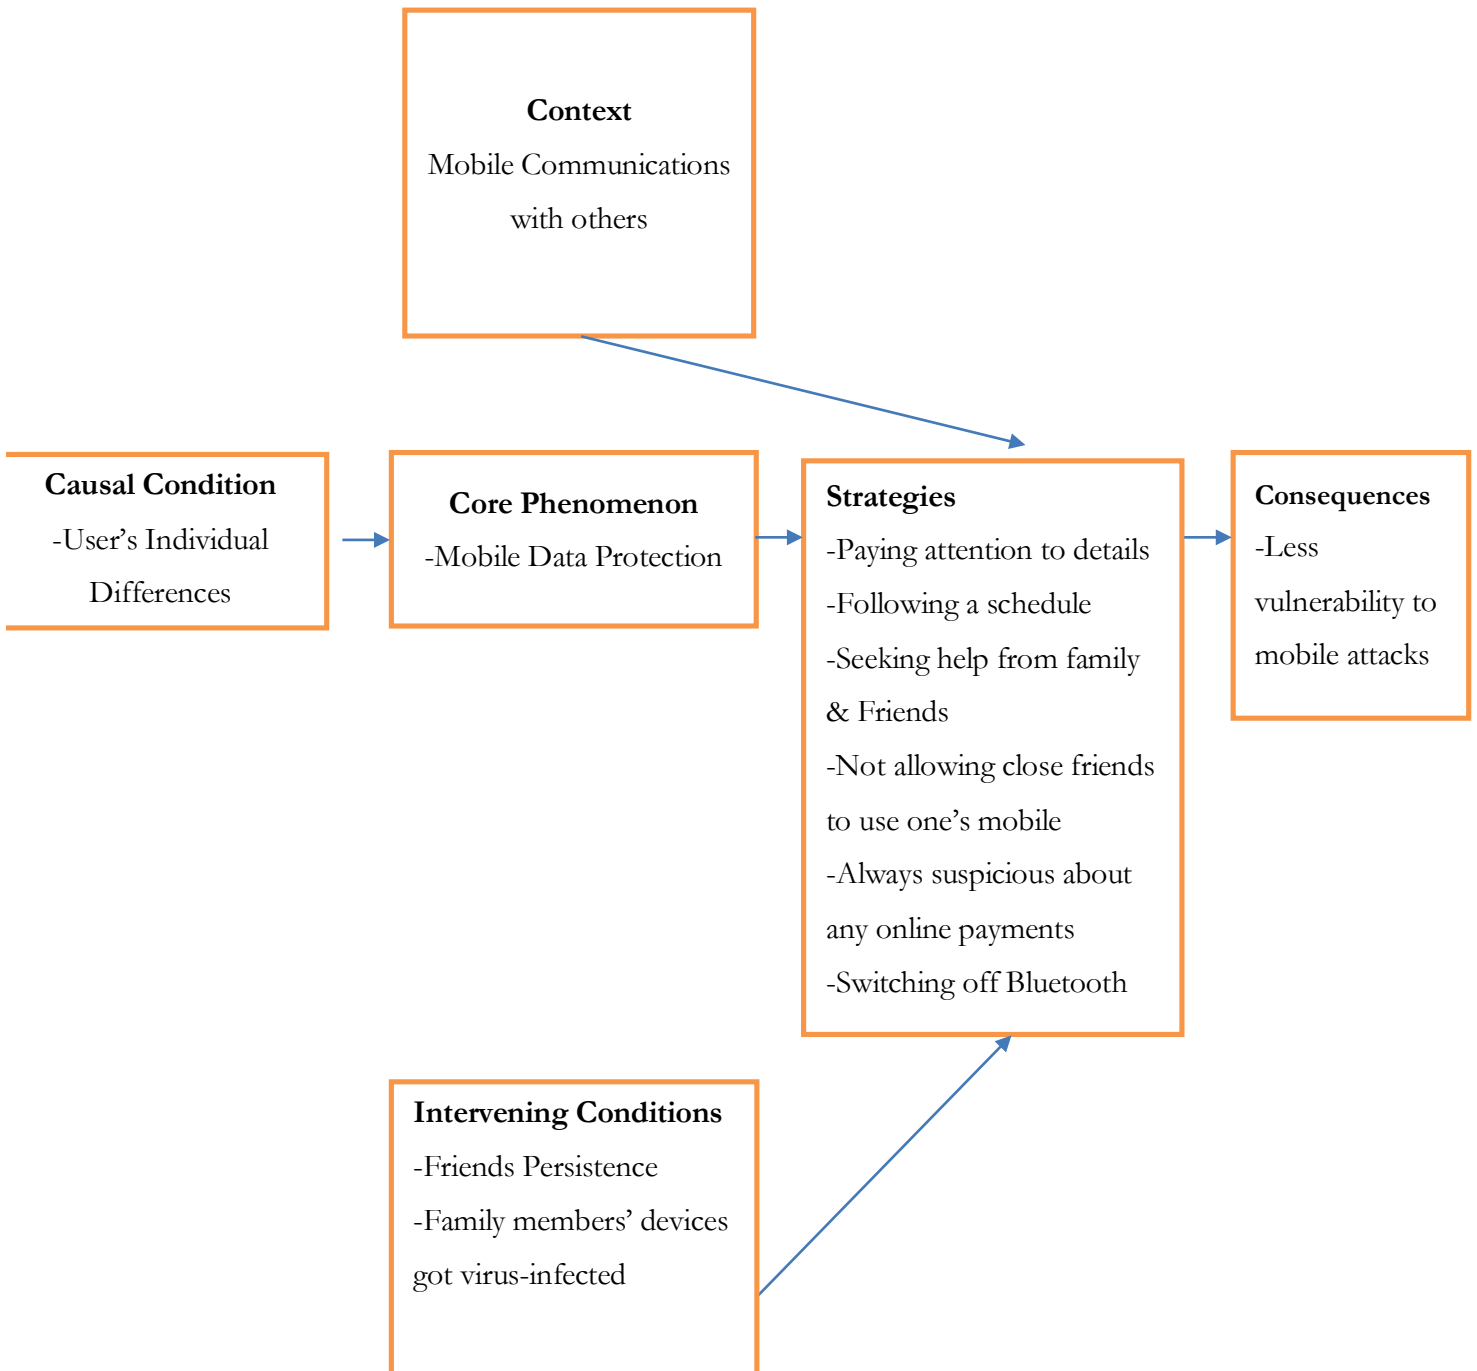 Context
Mobile Communications
with others
Causal Condition
-User’s Individual
Differences
Core Phenomenon
-Mobile Data Protection
Strategies
-Paying attention to details
-Following a schedule
-Seeking help from family
& Friends
-Not allowing close friends
to use one’s mobile
-Always suspicious about
any online payments
-Switching off Bluetooth
Consequences
-Less
vulnerability to
mobile attacks
Intervening Conditions
-Friends Persistence
-Family members’ devices
got virus-infected